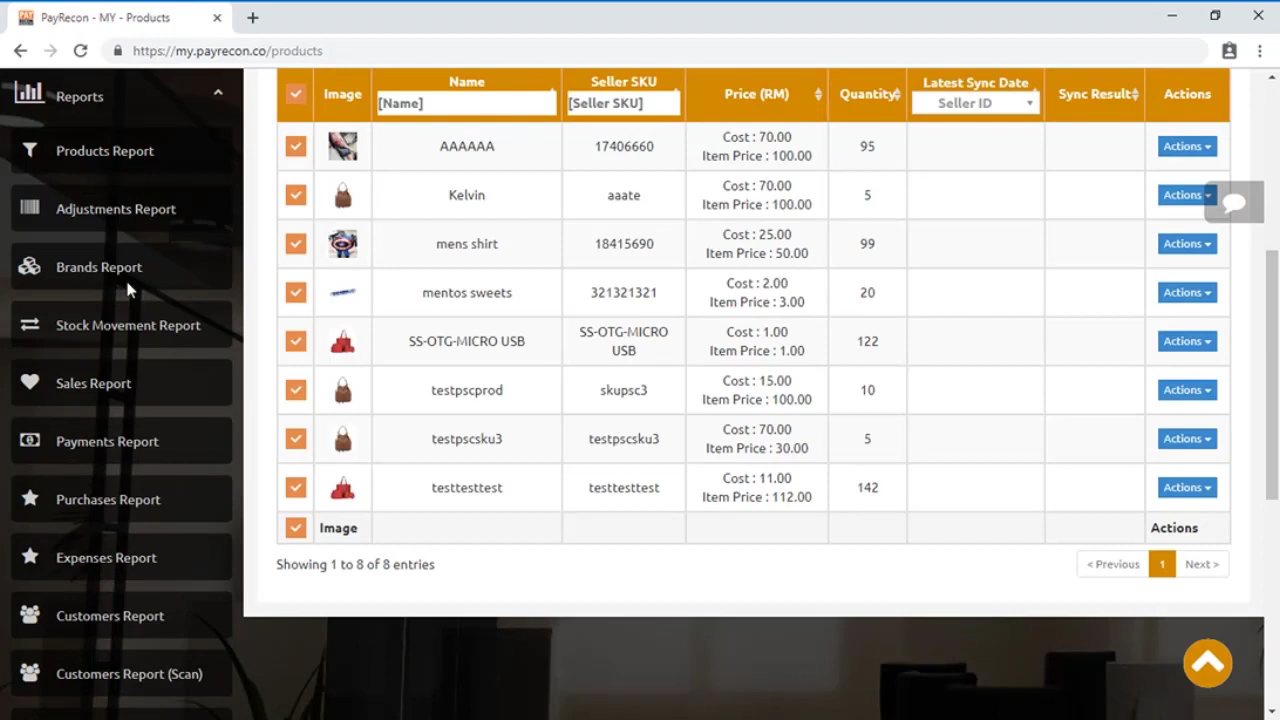 PAY RECON
PayRecon - MY - Products
https://my.payrecon.co/products
Reports
Products Report
Adjustments Report
Brands Report
Stock Movement Report
Sales Report
Payments Report
Purchases Report
Expenses Report
Customers Report
Customers Report (Scan)
Image
Name
[Name]
Seller SKU
[Seller SKU]
Price (RM)
Quantity
Latest Sync Date
Seller ID
Sync Result
Actions
AAAAAA
17406660
Cost : 70.00
Item Price : 100.00
95
Actions
Kelvin
aaate
Cost : 70.00
Item Price : 100.00
5
Actions
mens shirt
18415690
Cost : 25.00
Item Price : 50.00
99
Actions
mentos sweets
321321321
Cost : 2.00
Item Price : 3.00
20
Actions
SS-OTG-MICRO USB
SS-OTG-MICRO
USB
Cost : 1.00
Item Price : 1.00
122
Actions
testpscprod
skupsc3
Cost : 15.00
Item Price : 100.00
10
Actions
testpscsku3
testpscsku3
Cost : 70.00
Item Price : 30.00
5
Actions
testtesttest
testtesttest
Cost : 11.00
Item Price : 112.00
142
Actions
Image
Actions
Showing 1 to 8 of 8 entries
< Previous
1
Next >